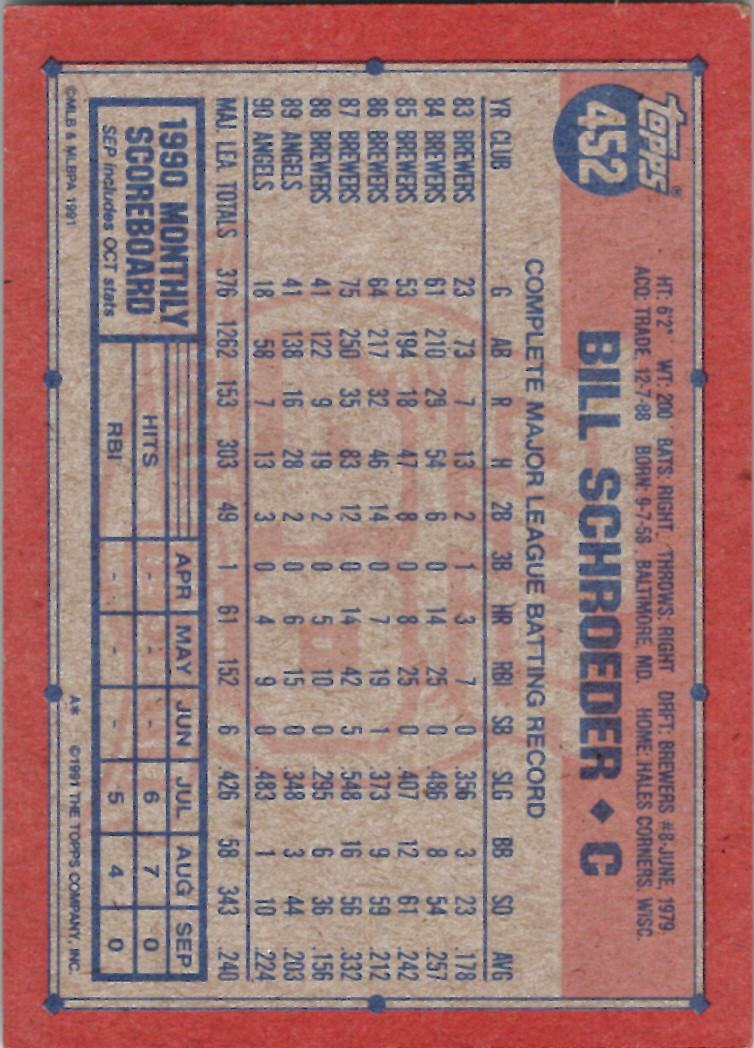 topps®
452
HT: 6'2" WT: 200 BATS: RIGHT THROWS: RIGHT DRFT: BREWERS #8-JUNE, 1979
ACQ: TRADE, 12-7-88 BORN: 9-7-58, BALTIMORE, MD. HOME: HALES CORNERS, WISC.
BILL SCHROEDER ♦ C
COMPLETE MAJOR LEAGUE BATTING RECORD
YR CLUB G AB R H 2B 3B HR RBI SB SLG BB SO AVG
83 BREWERS 23 73 7 13 2 1 3 7 0 .356 3 23 .178
84 BREWERS 61 210 29 54 6 0 14 25 0 .486 8 54 .257
85 BREWERS 53 194 18 47 8 0 8 25 0 .407 12 61 .242
86 BREWERS 64 217 32 46 14 0 7 19 1 .373 9 59 .212
87 BREWERS 75 250 35 83 12 0 14 42 5 .548 16 56 .332
88 BREWERS 41 122 9 19 2 0 5 10 0 .295 6 36 .156
89 ANGELS 41 138 16 28 2 0 6 15 0 .348 3 44 .203
90 ANGELS 18 58 7 13 3 0 4 9 0 .483 1 10 .224
MAJ. LEA. TOTALS 376 1262 153 303 49 1 61 152 6 .426 58 343 .240
1990 MONTHLY
SCOREBOARD
SEP includes OCT stats
APR MAY JUN JUL AUG SEP
HITS - - - 6 7 0
RBI - - - 5 4 0
©MLB & MLBPA 1991
A* ©1991 THE TOPPS COMPANY, INC.